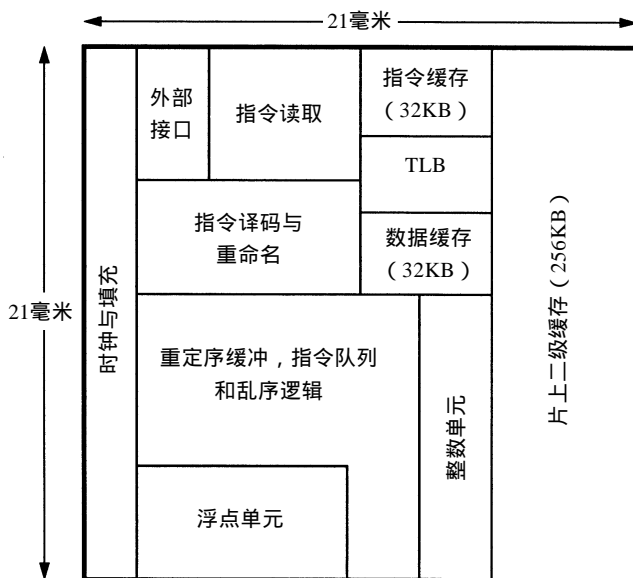 21毫米
外部
接口
指令读取
指令缓存
（32KB）
TLB
指令译码与
重命名
数据缓存
（32KB）
21毫米
时钟与填充
重定序缓冲，指令队列
和乱序逻辑
整数单元
片上二级缓存（256KB）
浮点单元